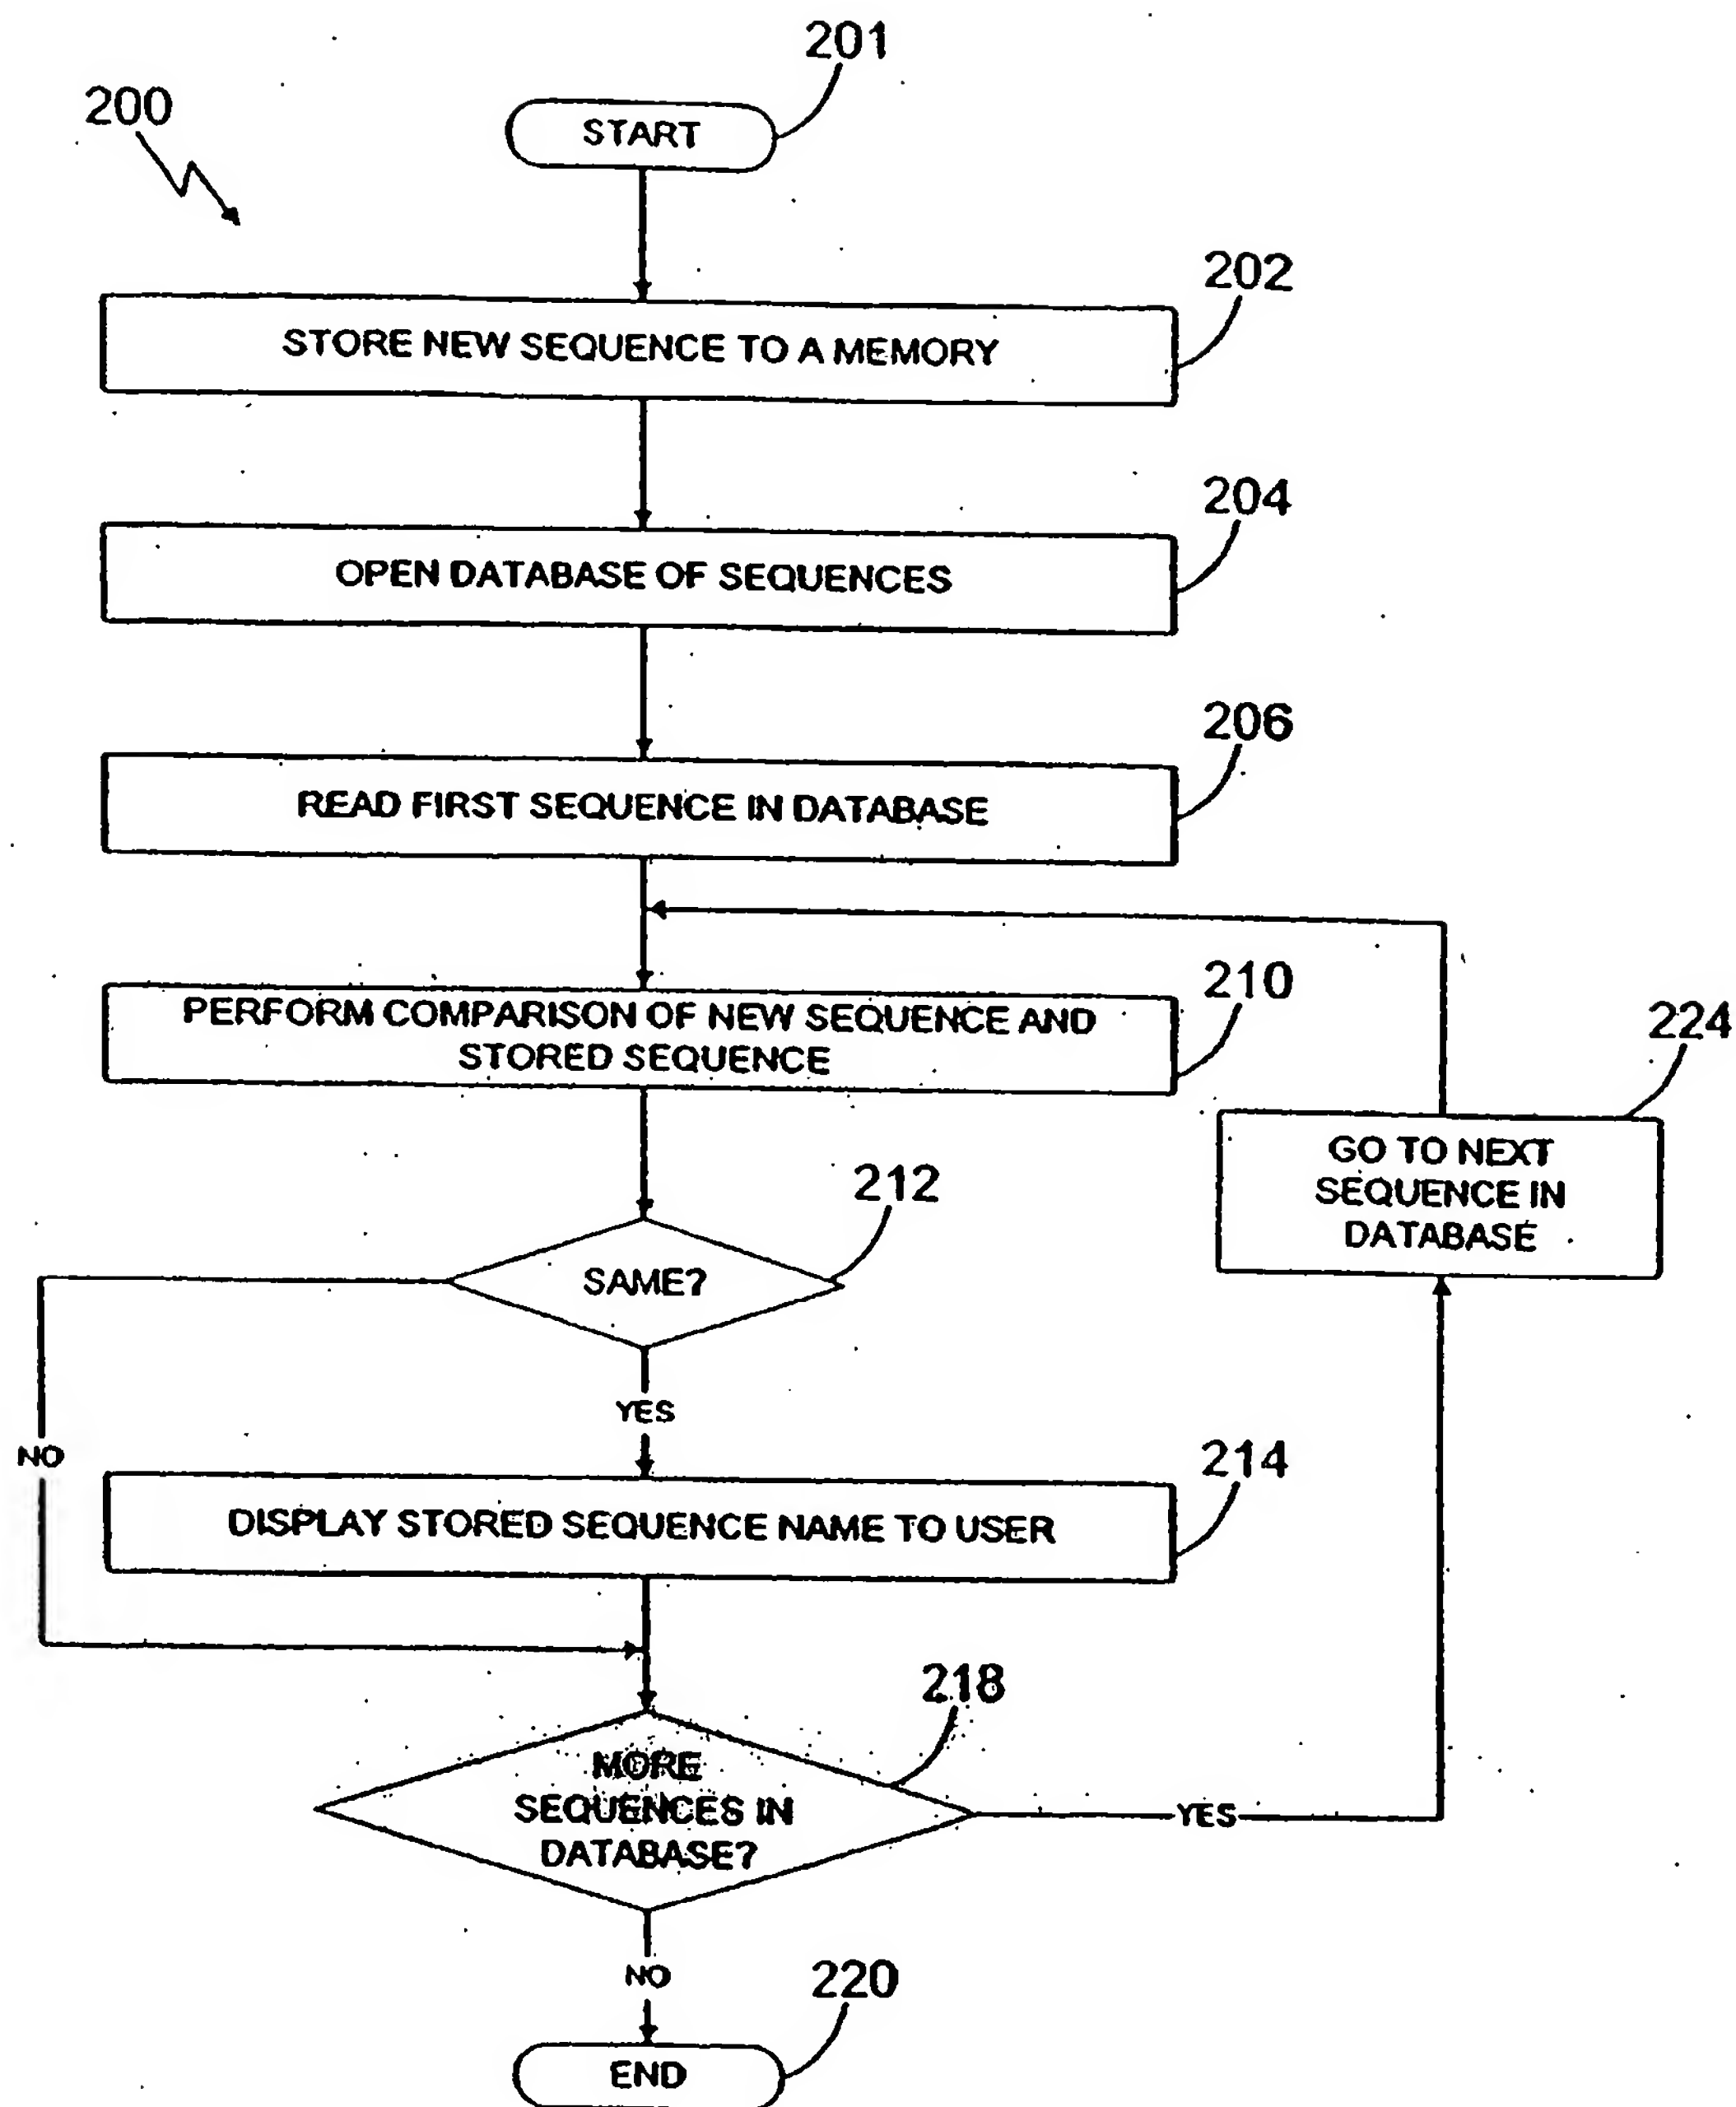 201
200
START
202
STORE NEW SEQUENCE TO A MEMORY
204
OPEN DATABASE OF SEQUENCES
206
READ FIRST SEQUENCE IN DATABASE
210
PERFORM COMPARISON OF NEW SEQUENCE AND
STORED SEQUENCE
224
GO TO NEXT
SEQUENCE IN
DATABASE
212
SAME?
YES
NO
214
DISPLAY STORED SEQUENCE NAME TO USER
218
MORE
SEQUENCES IN
DATABASE?
YES
NO
220
END